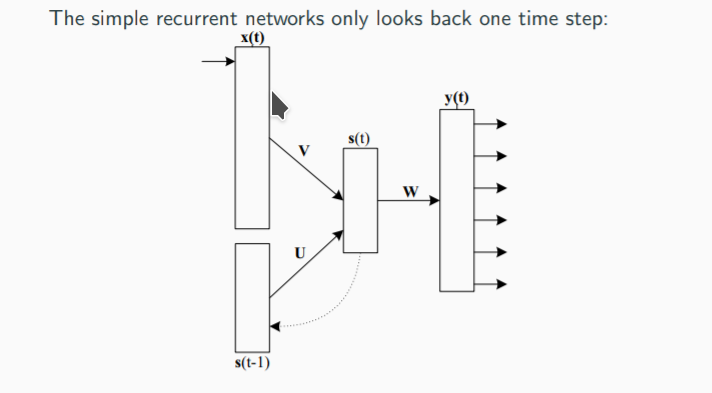 The simple recurrent networks only looks back one time step:
x(t)
y(t)
s(t)
V
W
U
s(t-1)